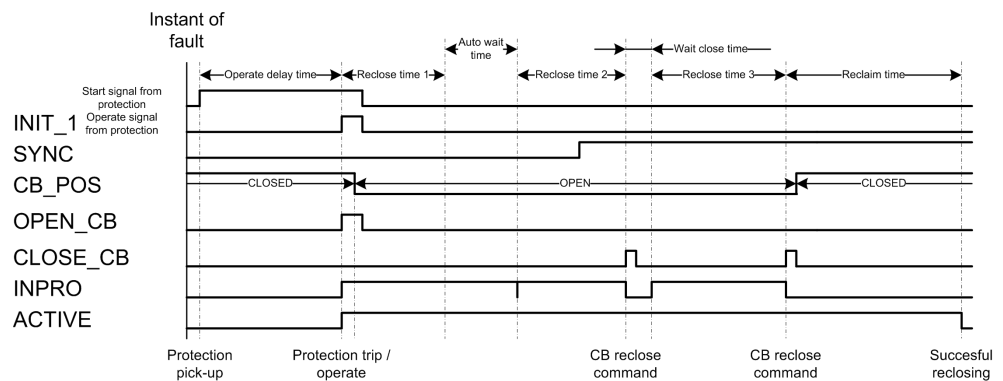 Instant of
fault
Auto wait
time
Wait close time
Operate delay time
Reclose time 1
Reclose time 2
Reclose time 3
Reclaim time
Start signal from
protection
INIT_1
Operate signal
from protection
SYNC
CB_POS
CLOSED
OPEN
CLOSED
OPEN_CB
CLOSE_CB
INPRO
ACTIVE
Protection
pick-up
Protection trip /
operate
CB reclose
command
CB reclose
command
Succesful
reclosing